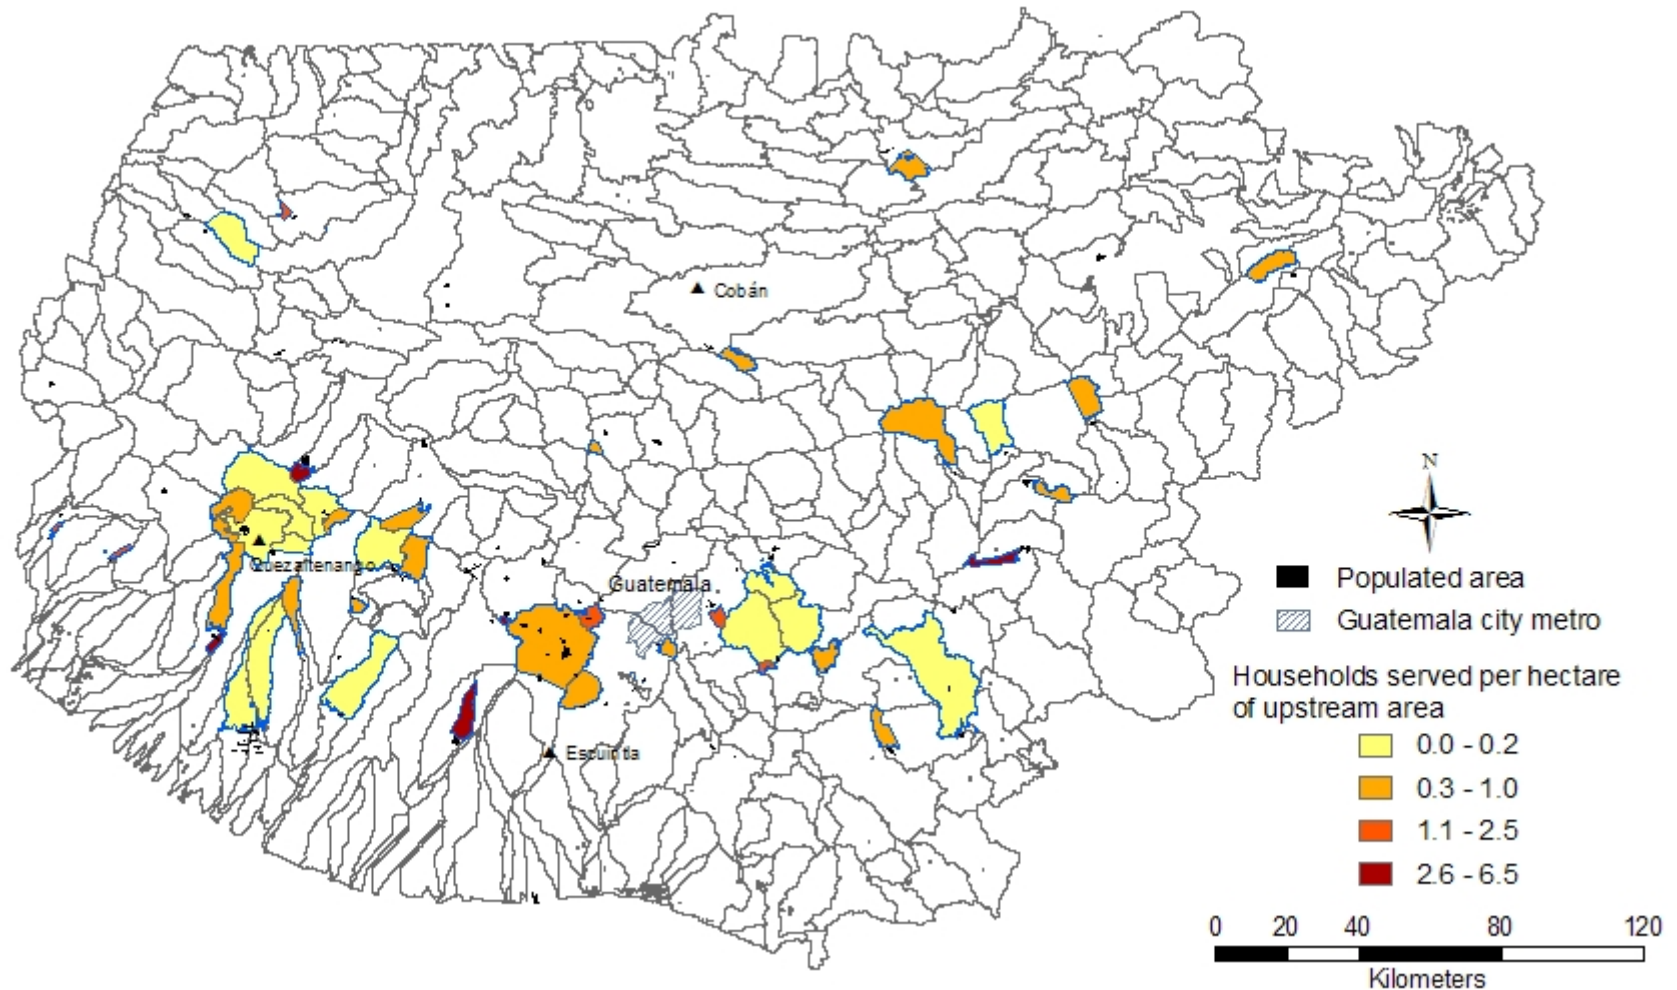 Cobán
N
Populated area
Quezaltenango
Guatemala
Guatemala city metro
Households served per hectare
of upstream area
Escuintla
0.0 - 0.2
0.3 - 1.0
1.1 - 2.5
2.6 - 6.5
0 20 40 80 120
Kilometers